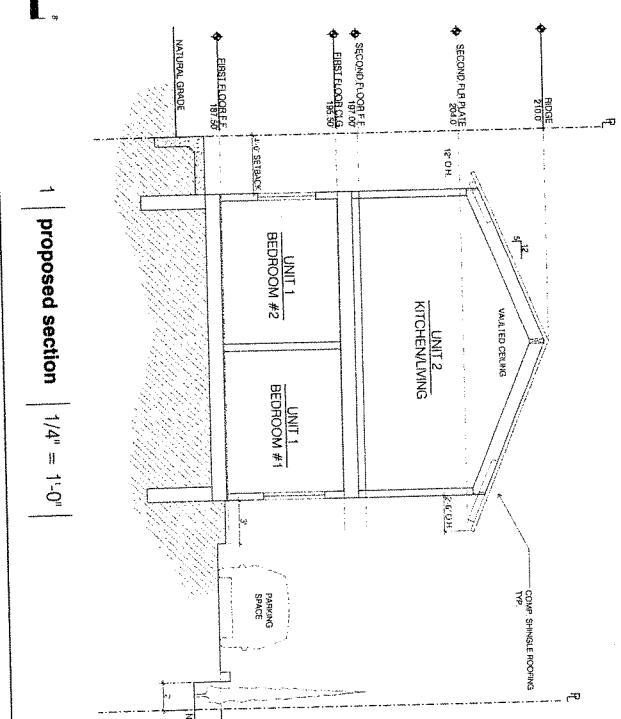 PL
PL
RIDGE
210.0'
SECOND FLR PLATE
204.0
SECOND FLOOR F.F.
197.00'
FIRST FLOOR CLG
195.50'
FIRST FLOOR F.F.
187.50'
NATURAL GRADE
12" O.H.
4'-0" SETBACK
12
5
VAULTED CEILING
UNIT 2
KITCHEN/LIVING
UNIT 1
BEDROOM #2
UNIT 1
BEDROOM #1
2'-6" O.H.
COMP. SHINGLE ROOFING
TYP.
3'
PARKING
SPACE
2'
N
1 proposed section 1/4" = 1'-0"
8"